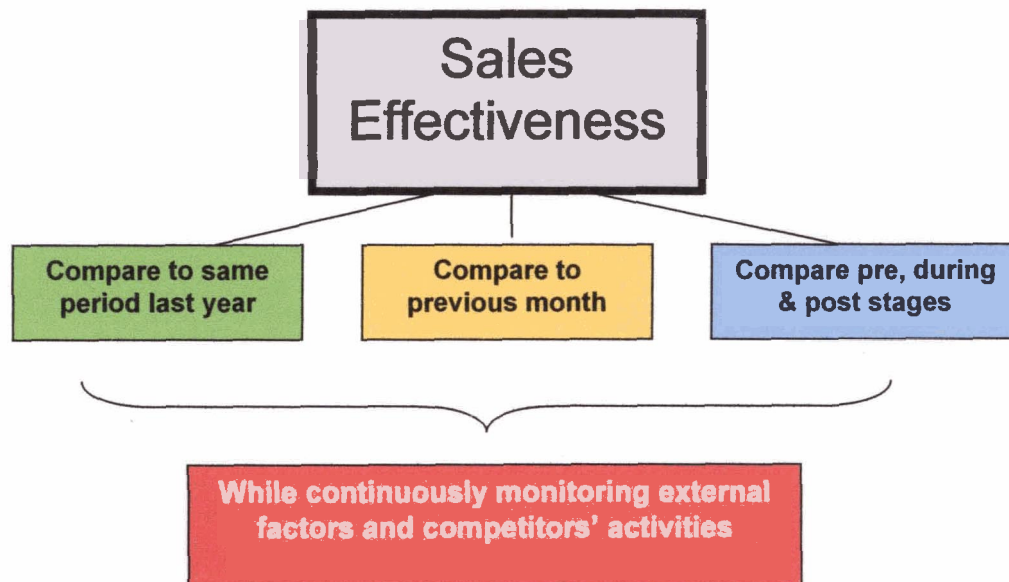 Sales
Effectiveness
Compare to same
period last year
Compare to
previous month
Compare pre, during
& post stages
While continuously monitoring external
factors and competitors' activities